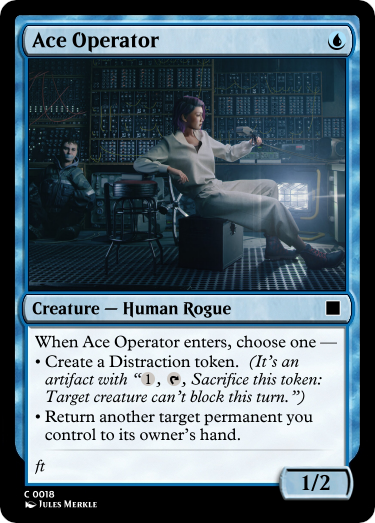 Ace Operator
Creature — Human Rogue
When Ace Operator enters, choose one —
• Create a Distraction token. (It's an
artifact with “1, T, Sacrifice this token:
Target creature can't block this turn.”)
• Return another target permanent you
control to its owner's hand.
ft
1/2
C 0018
Jules Merkle